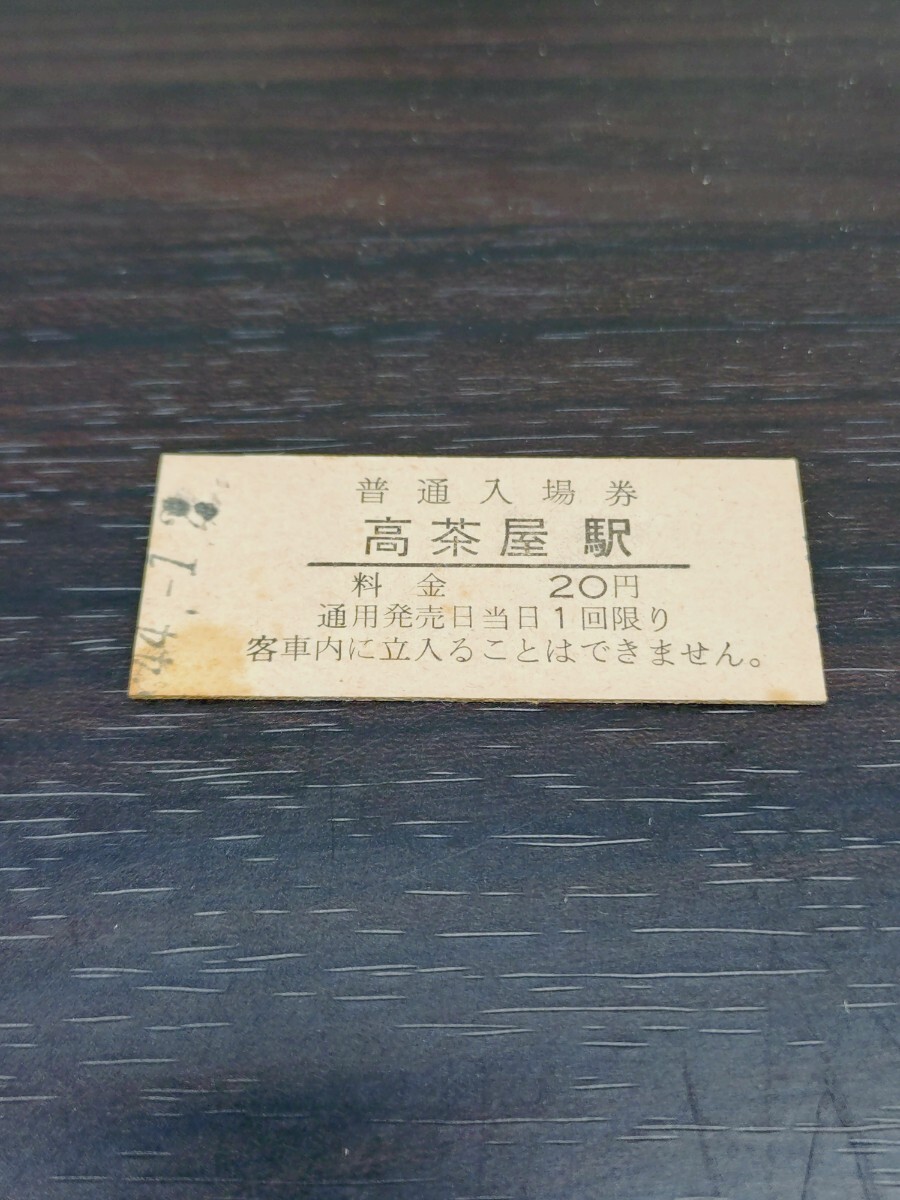 普通入場券
高茶屋駅
料金 20円
通用発売日当日1回限り
客車内に立入ることはできません。
44.-1.